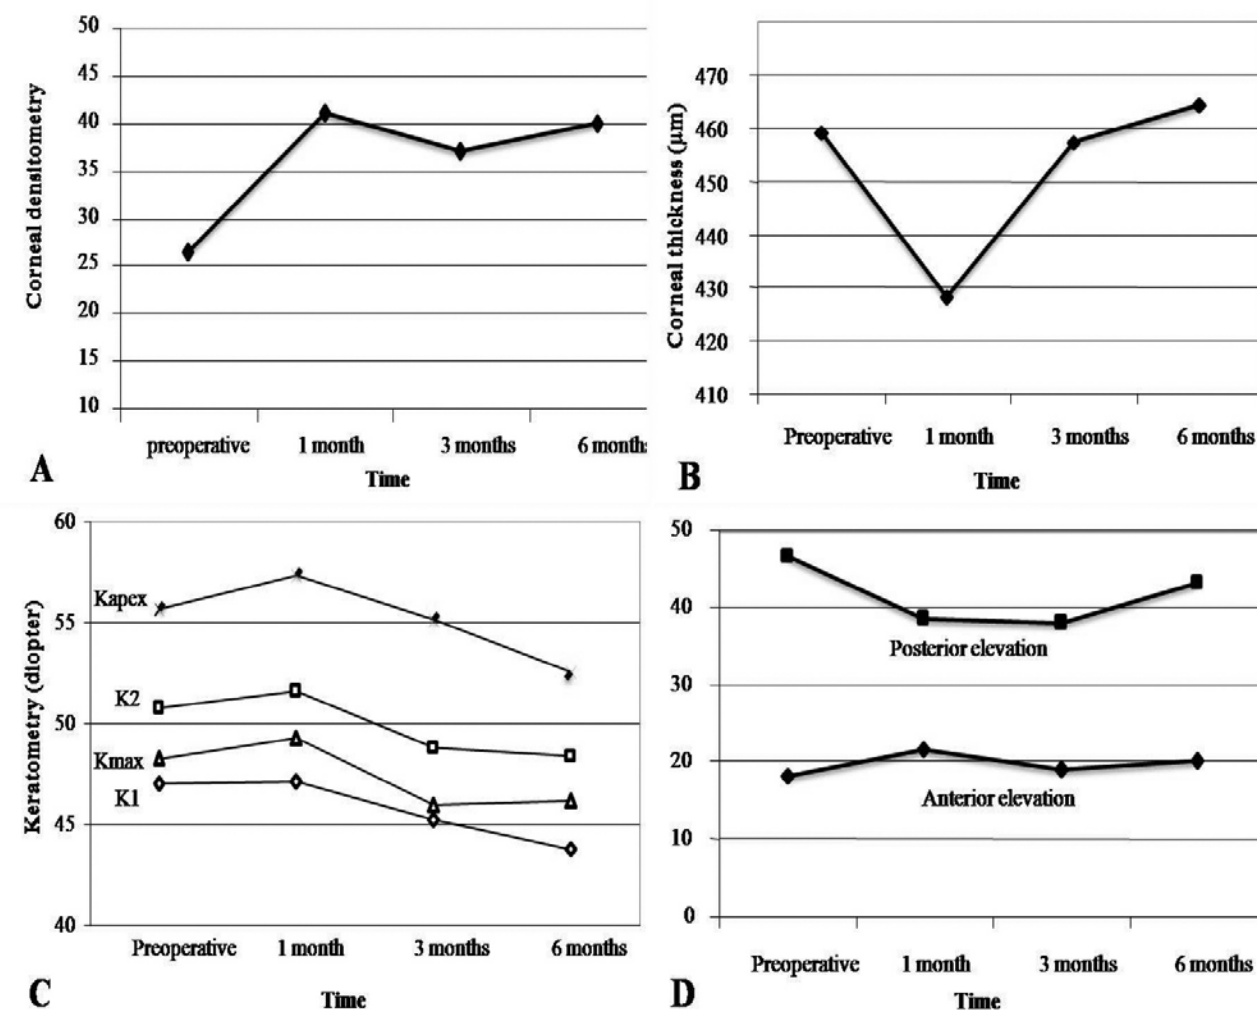 50
45
40
35
30
25
20
15
10
Corneal densitometry
preoperative 1 month 3 months 6 months
Time
A
470
460
450
440
430
420
410
Corneal thickness (μm)
Preoperative 1 month 3 months 6 months
Time
B
60
55
50
45
40
Keratometry (diopter)
Kapex
K2
Kmax
K1
Preoperative 1 month 3 months 6 months
Time
C
50
40
30
20
10
0
Posterior elevation
Anterior elevation
Preoperative 1 month 3 months 6 months
Time
D